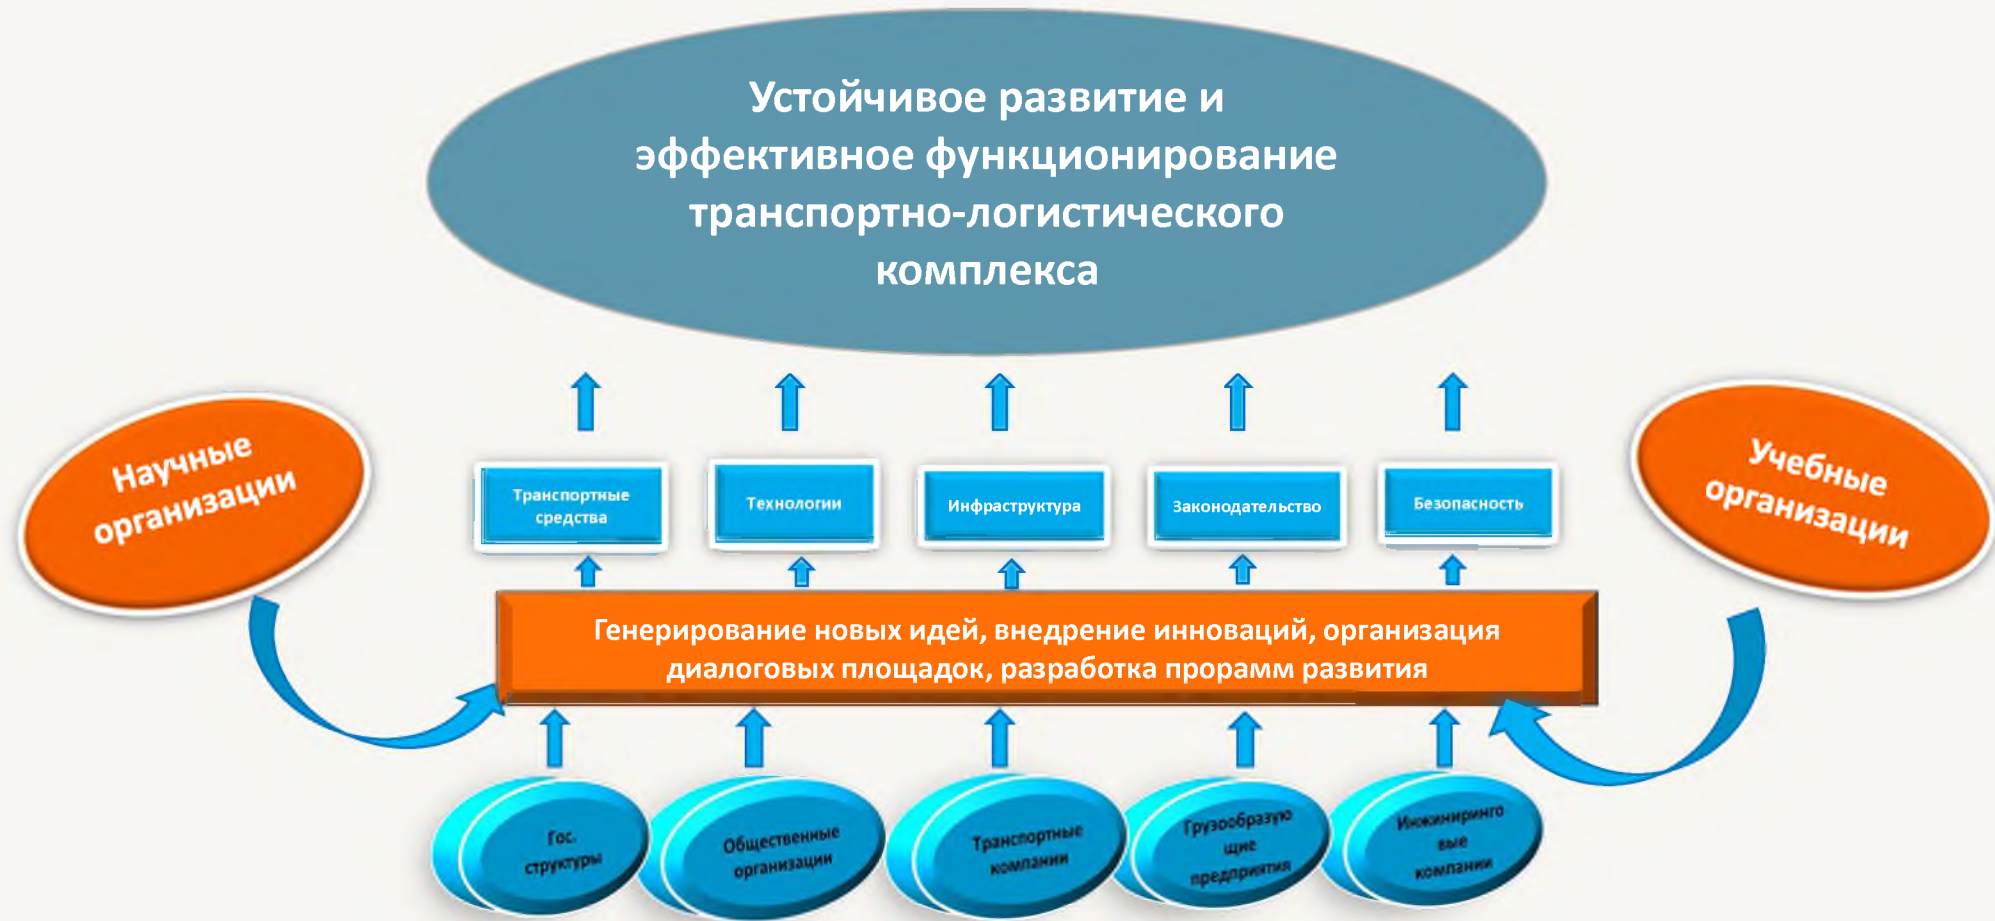 Устойчивое развитие и
эффективное функционирование
транспортно-логистического
комплекса
Научные
организации
Учебные
организации
Транспортные
средства
Технологии
Инфраструктура
Законодательство
Безопасность
Генерирование новых идей, внедрение инноваций, организация
диалоговых площадок, разработка прорамм развития
Гос.
структуры
Общественные
организации
Транспортные
компании
Грузообразую
щие
предприятия
Инжиниринго
вые
компании